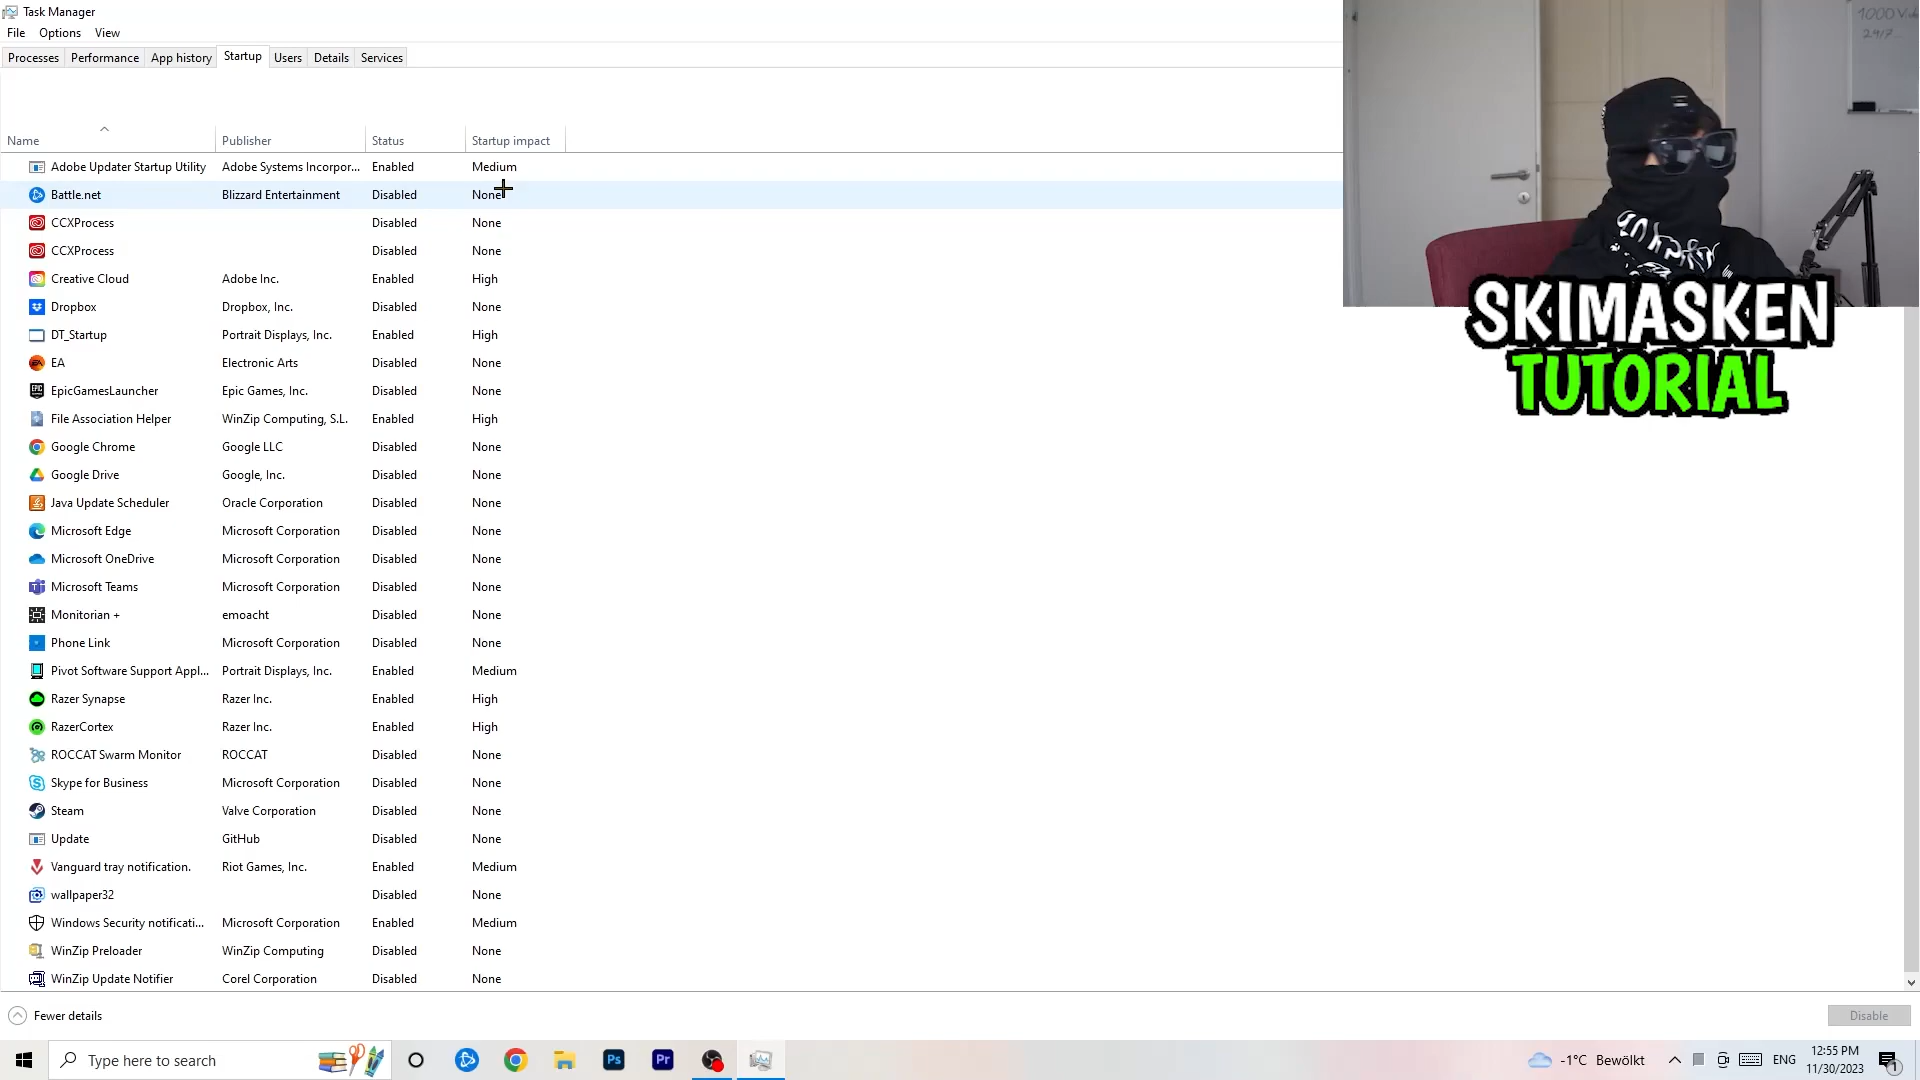 Task Manager
File Options View
Processes Performance App history Startup Users Details Services
Name Publisher Status Startup impact
Adobe Updater Startup Utility Adobe Systems Incorpor... Enabled Medium
Battle.net Blizzard Entertainment Disabled None
CCXProcess Disabled None
CCXProcess Disabled None
Creative Cloud Adobe Inc. Enabled High
Dropbox Dropbox, Inc. Disabled None
DT_Startup Portrait Displays, Inc. Enabled High
EA Electronic Arts Disabled None
EpicGamesLauncher Epic Games, Inc. Disabled None
File Association Helper WinZip Computing, S.L. Enabled High
Google Chrome Google LLC Disabled None
Google Drive Google, Inc. Disabled None
Java Update Scheduler Oracle Corporation Disabled None
Microsoft Edge Microsoft Corporation Disabled None
Microsoft OneDrive Microsoft Corporation Disabled None
Microsoft Teams Microsoft Corporation Disabled None
Monitorian + emoacht Disabled None
Phone Link Microsoft Corporation Disabled None
Pivot Software Support Appl... Portrait Displays, Inc. Enabled Medium
Razer Synapse Razer Inc. Enabled High
RazerCortex Razer Inc. Enabled High
ROCCAT Swarm Monitor ROCCAT Disabled None
Skype for Business Microsoft Corporation Disabled None
Steam Valve Corporation Disabled None
Update GitHub Disabled None
Vanguard tray notification. Riot Games, Inc. Enabled Medium
wallpaper32 Disabled None
Windows Security notificati... Microsoft Corporation Enabled Medium
WinZip Preloader WinZip Computing Disabled None
WinZip Update Notifier Corel Corporation Disabled None
Fewer details Disable
24/7
SKIMASKEN
TUTORIAL
Type here to search Ps Pr -1°C Bewölkt ENG 12:55 PM
11/30/2023 1